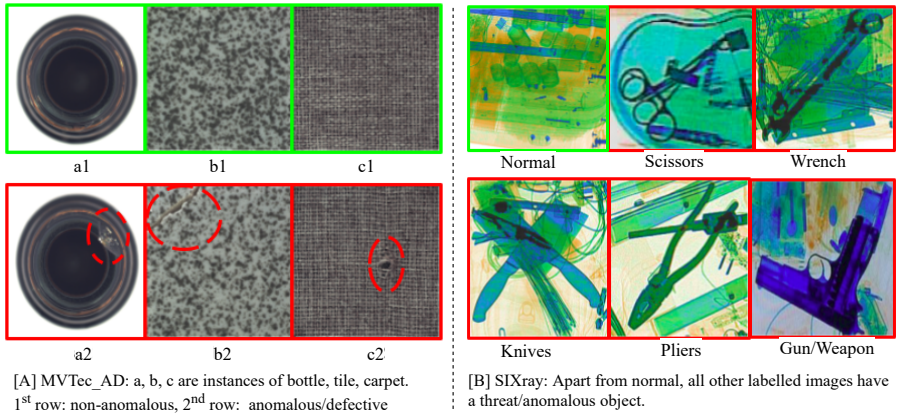 a1 b1 c1
a2 b2 c2
[A] MVTec_AD: a, b, c are instances of bottle, tile, carpet.
1st row: non-anomalous, 2nd row: anomalous/defective
Normal Scissors Wrench
Knives Pliers Gun/Weapon
[B] SIXray: Apart from normal, all other labelled images have
a threat/anomalous object.